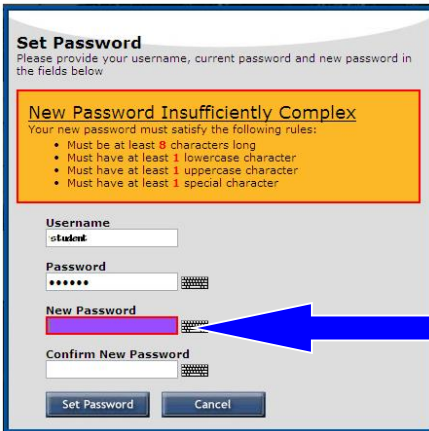 Set Password
Please provide your username, current password and new password in
the fields below
New Password Insufficiently Complex
Your new password must satisfy the following rules:
• Must be at least 8 characters long
• Must have at least 1 lowercase character
• Must have at least 1 uppercase character
• Must have at least 1 special character
Username
student
Password
••••••
New Password
Confirm New Password
Set Password Cancel